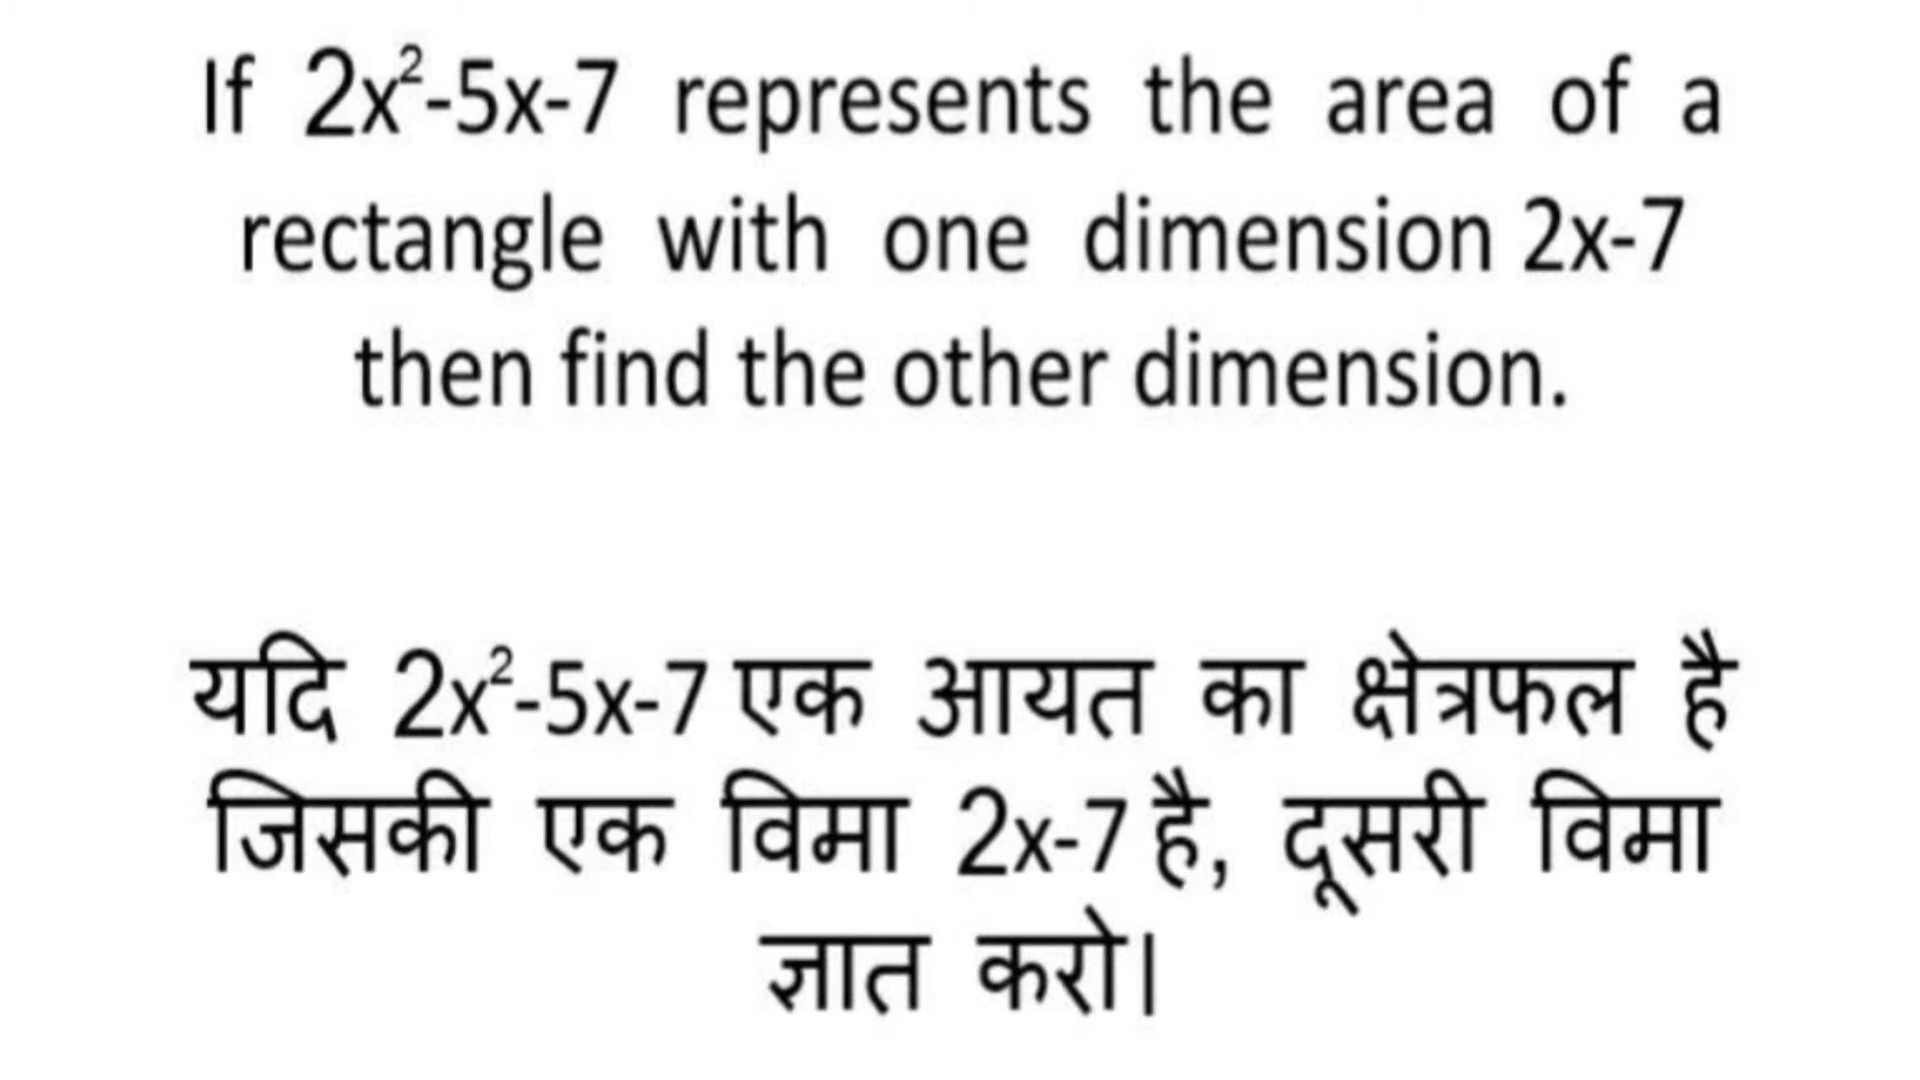 If 2x²-5x-7 represents the area of a
rectangle with one dimension 2x-7
then find the other dimension.
यदि 2x²-5x-7 एक आयत का क्षेत्रफल है
जिसकी एक विमा 2x-7 है, दूसरी विमा
ज्ञात करो।